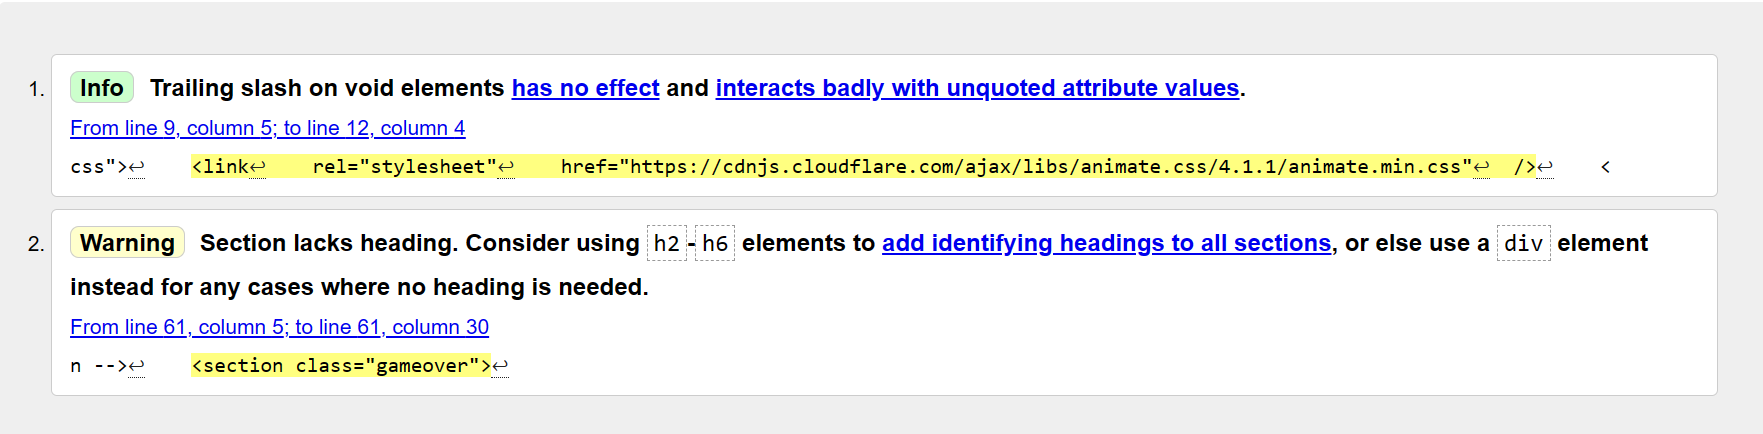 1. Info Trailing slash on void elements has no effect and interacts badly with unquoted attribute values.
From line 9, column 5; to line 12, column 4
css">↩    <link↩    rel="stylesheet"↩    href="https://cdnjs.cloudflare.com/ajax/libs/animate.css/4.1.1/animate.min.css"↩  />↩    <
2. Warning Section lacks heading. Consider using h2-h6 elements to add identifying headings to all sections, or else use a div element
instead for any cases where no heading is needed.
From line 61, column 5; to line 61, column 30
n -->↩    <section class="gameover">↩